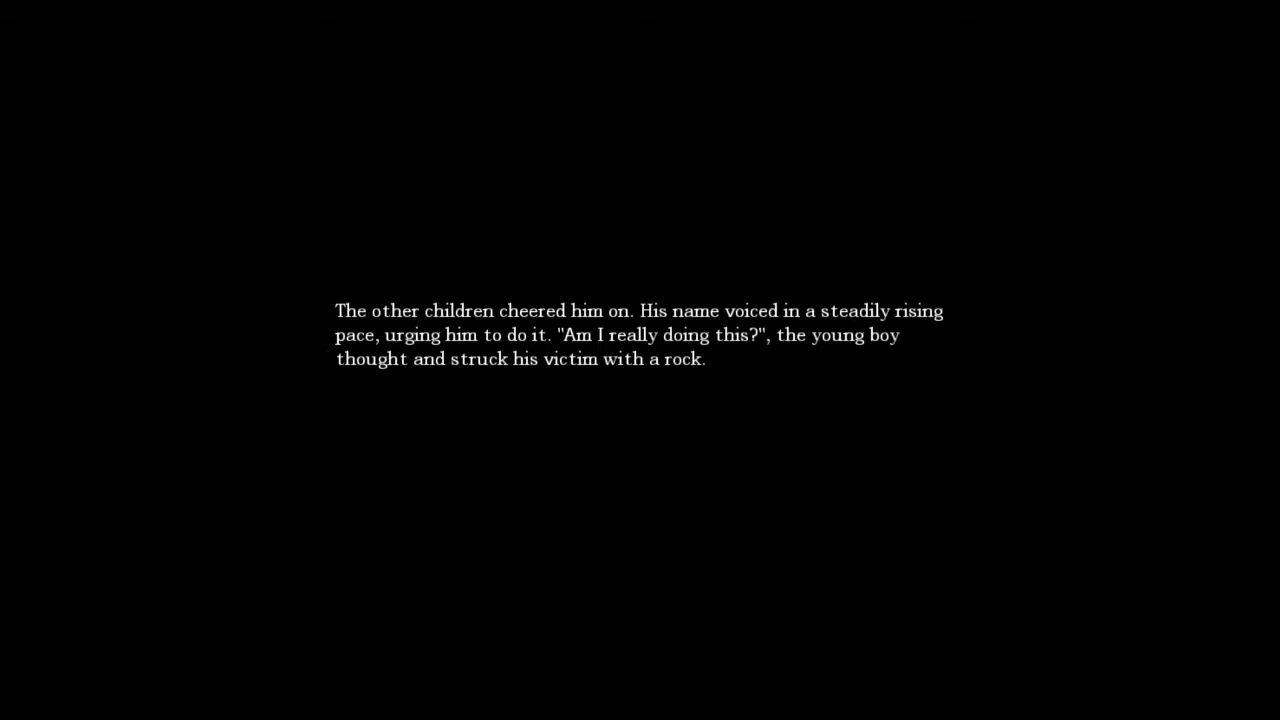 The other children cheered him on. His name voiced in a steadily rising
pace, urging him to do it. "Am I really doing this?", the young boy
thought and struck his victim with a rock.